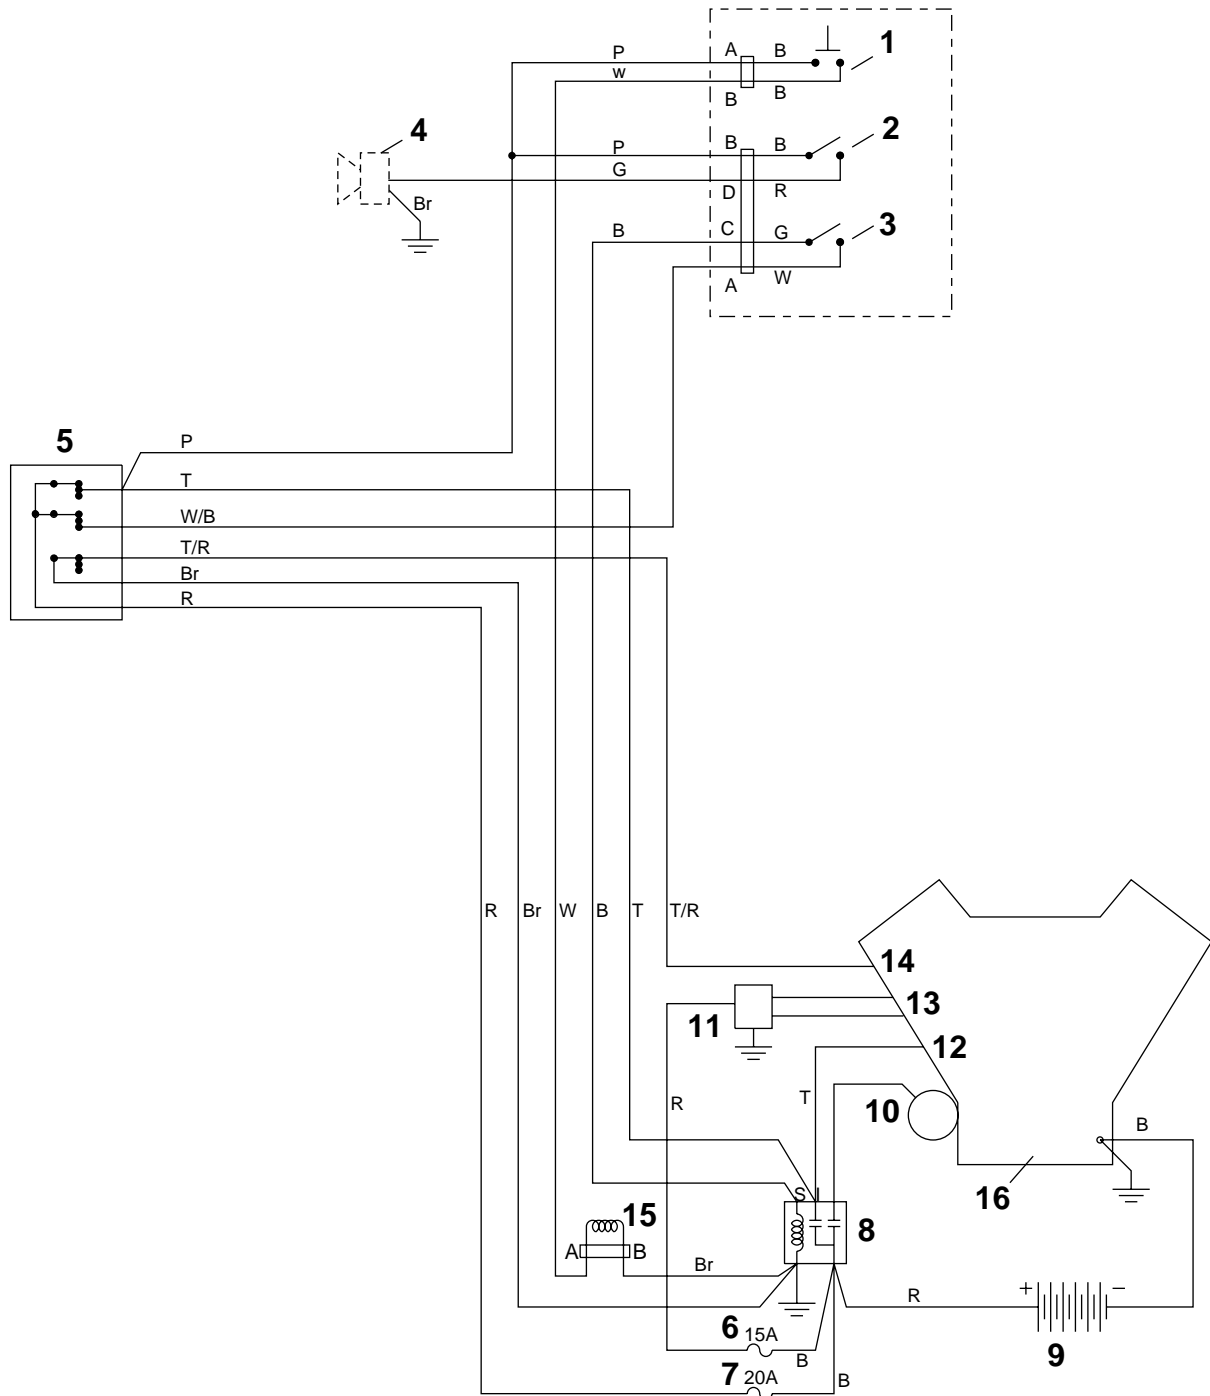 P A B 1
w
B B
4 P B B 2
G
D R
Br
B C G 3
A W
5 P
T
W/B
T/R
Br
R
R Br W B T T/R
14
13
11
12
R T 10 B
16
S I
15 8
A B
Br
R + −
6 15A
B 9
7 20A B